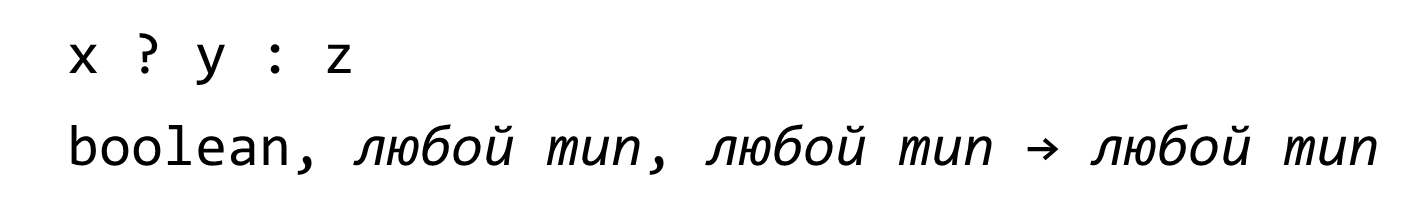 x ? y : z
boolean, любой тип, любой тип → любой тип